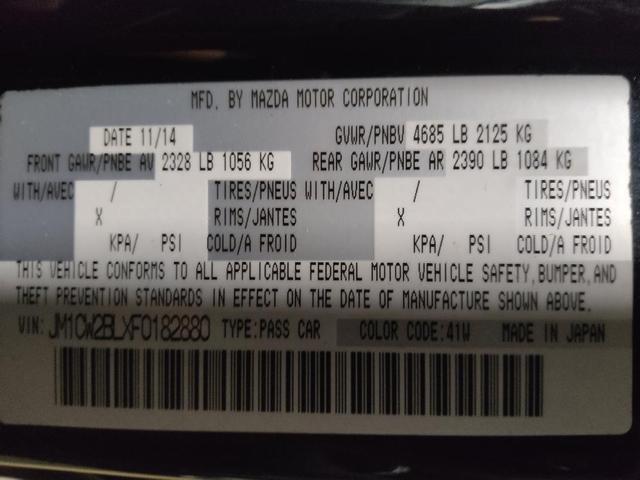 MFD. BY MAZDA MOTOR CORPORATION
DATE 11/14 GVWR/PNBV 4685 LB 2125 KG
FRONT GAWR/PNBE AV 2328 LB 1056 KG REAR GAWR/PNBE AR 2390 LB 1084 KG
WITH/AVEC / TIRES/PNEUS WITH/AVEC / TIRES/PNEUS
X RIMS/JANTES X RIMS/JANTES
KPA/ PSI COLD/A FROID KPA/ PSI COLD/A FROID
THIS VEHICLE CONFORMS TO ALL APPLICABLE FEDERAL MOTOR VEHICLE SAFETY, BUMPER, AND
THEFT PREVENTION STANDARDS IN EFFECT ON THE DATE OF MANUFACTURE SHOWN ABOVE.
VIN: JM1CW2BLXF0182880 TYPE:PASS CAR COLOR CODE:41W MADE IN JAPAN